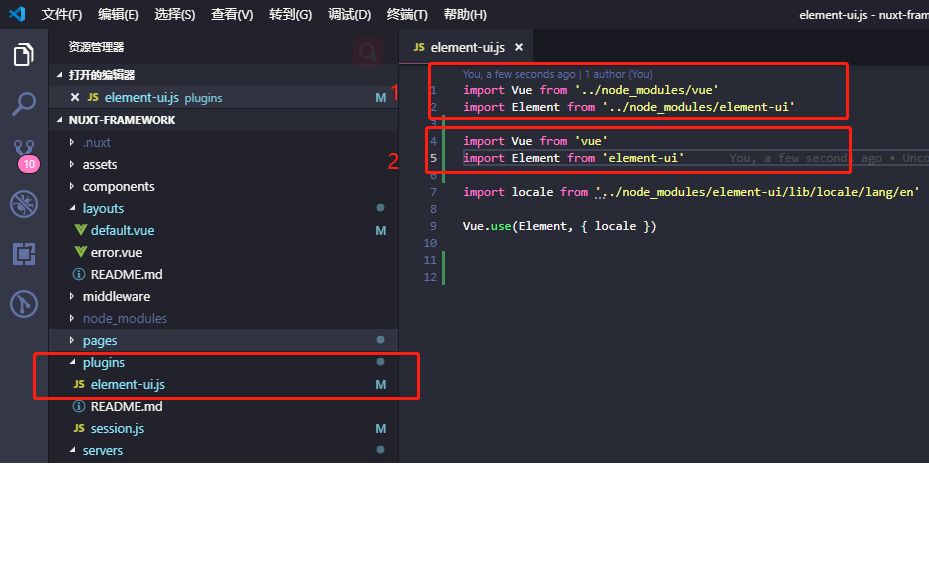 文件(F) 编辑(E) 选择(S) 查看(V) 转到(G) 调试(D) 终端(T) 帮助(H) element-ui.js - nuxt-fram
资源管理器
JS element-ui.js ×
打开的编辑器
× JS element-ui.js plugins M
NUXT-FRAMEWORK
.nuxt
assets
components
layouts
default.vue M
error.vue
README.md
middleware
node_modules
pages
plugins
JS element-ui.js M
README.md
JS session.js M
servers
10
1
2
You, a few seconds ago | 1 author (You)
1 import Vue from '../node_modules/vue'
2 import Element from '../node_modules/element-ui'
3
4 import Vue from 'vue'
5 import Element from 'element-ui' You, a few seconds ago • Unco
6
7 import locale from '../node_modules/element-ui/lib/locale/lang/en'
8
9 Vue.use(Element, { locale })
10
11
12